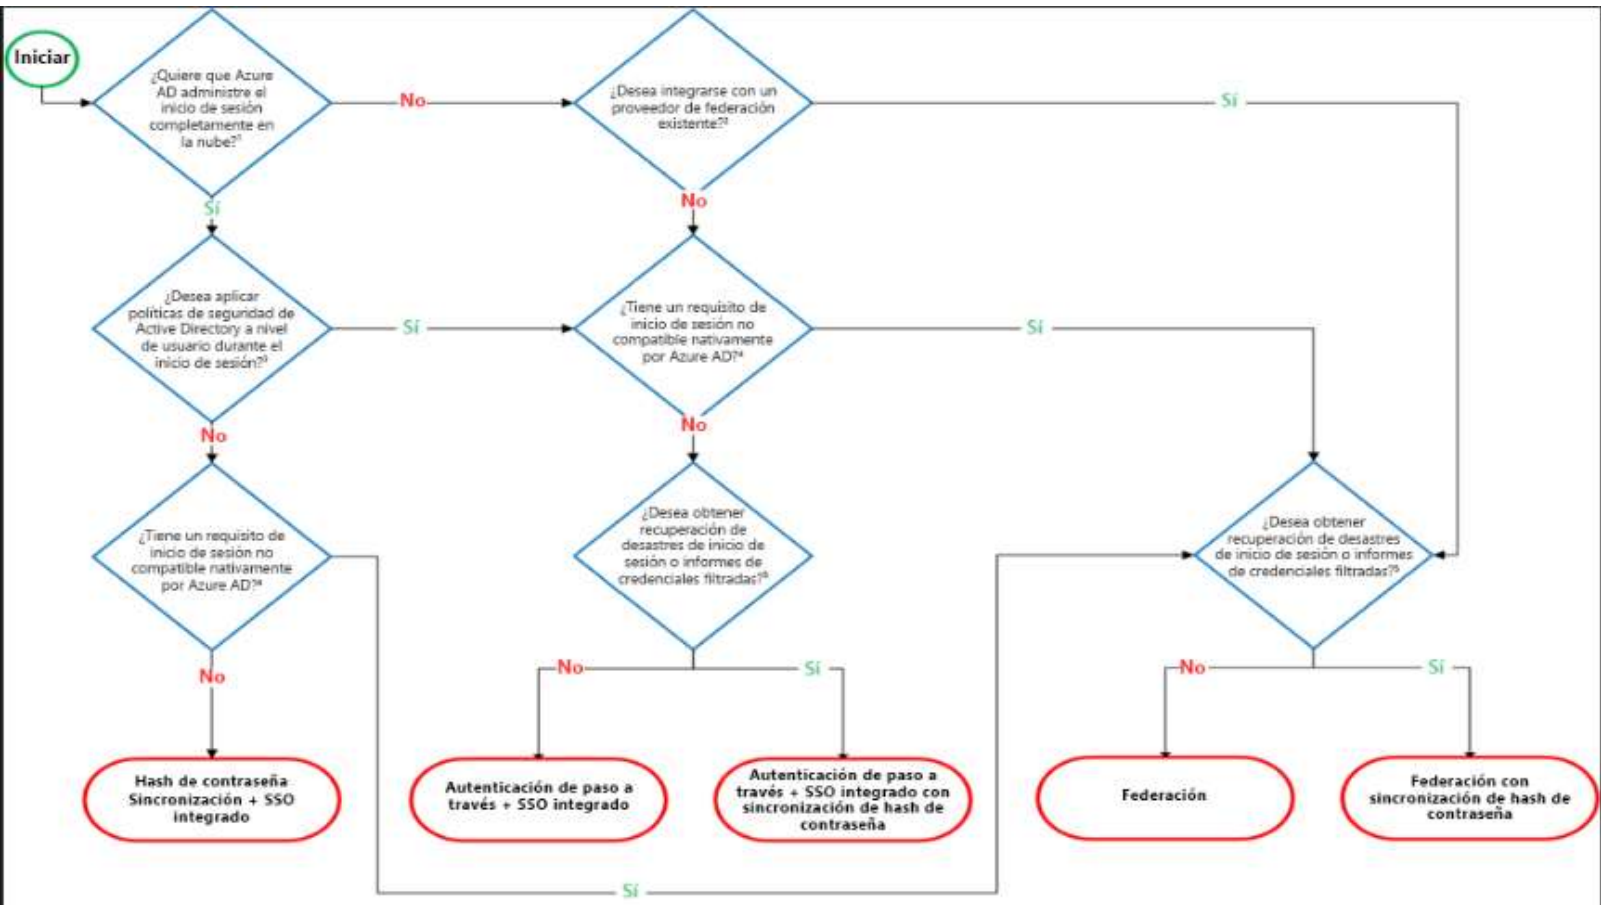 Iniciar
¿Quiere que Azure
AD administre el
inicio de sesión
completamente en
la nube?¹
No
¿Desea integrarse con un
proveedor de federación
existente?²
Sí
Sí
No
¿Desea aplicar
políticas de seguridad de
Active Directory a nivel
de usuario durante el
inicio de sesión?³
Sí
¿Tiene un requisito de
inicio de sesión no
compatible nativamente
por Azure AD?⁴
Sí
No
No
¿Tiene un requisito de
inicio de sesión no
compatible nativamente
por Azure AD?⁴
¿Desea obtener
recuperación de
desastres de inicio de
sesión o informes de
credenciales filtradas?⁵
¿Desea obtener
recuperación de desastres
de inicio de sesión o informes
de credenciales filtradas?⁵
No
No
Sí
No
Sí
Hash de contraseña
Sincronización + SSO
integrado
Autenticación de paso a
través + SSO integrado
Autenticación de paso a
través + SSO integrado con
sincronización de hash de
contraseña
Federación
Federación con
sincronización de hash de
contraseña
Sí